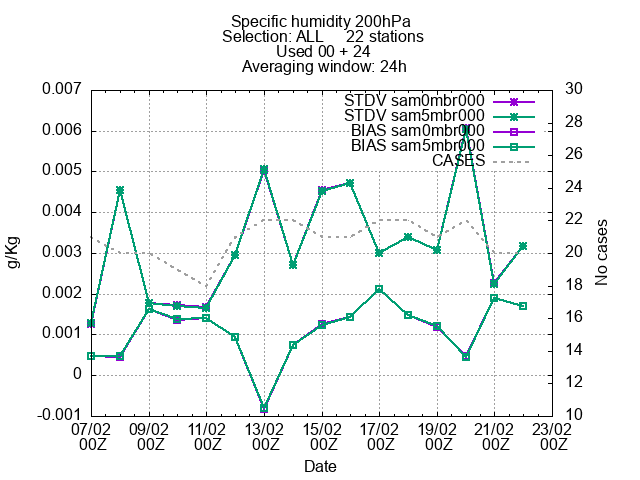 Specific humidity 200hPa
Selection: ALL 22 stations
Used 00 + 24
Averaging window: 24h
0.007
0.006
0.005
0.004
0.003
0.002
0.001
0
-0.001
30
28
26
24
22
20
18
16
14
12
10
STDV sam0mbr000
STDV sam5mbr000
BIAS sam0mbr000
BIAS sam5mbr000
CASES
g/Kg
No cases
07/02 09/02 11/02 13/02 15/02 17/02 19/02 21/02 23/02
00Z 00Z 00Z 00Z 00Z 00Z 00Z 00Z 00Z
Date